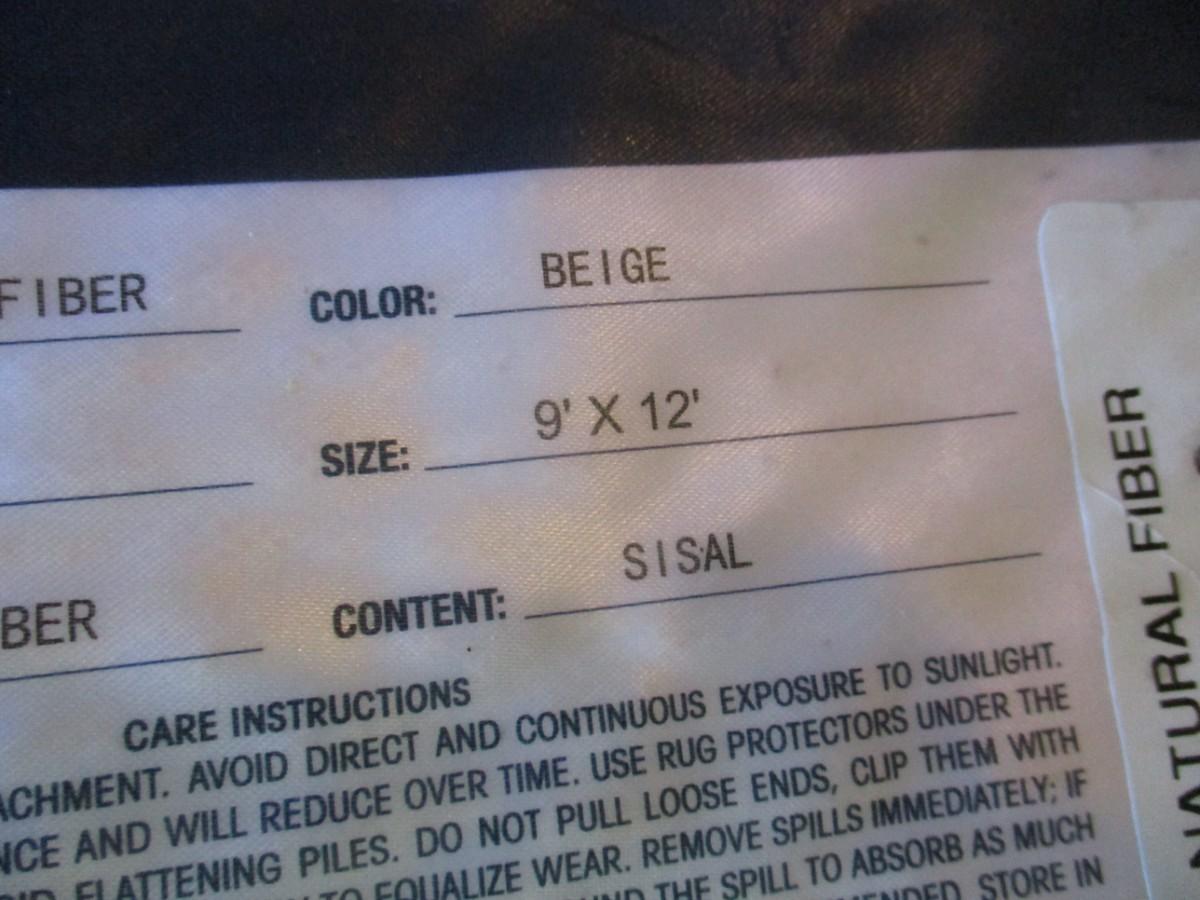 FIBER COLOR: BEIGE
SIZE: 9' X 12'
BER CONTENT: SISAL
CARE INSTRUCTIONS
ACHMENT. AVOID DIRECT AND CONTINUOUS EXPOSURE TO SUNLIGHT.
NCE AND WILL REDUCE OVER TIME. USE RUG PROTECTORS UNDER THE
FLATTENING PILES. DO NOT PULL LOOSE ENDS, CLIP THEM WITH
TO EQUALIZE WEAR. REMOVE SPILLS IMMEDIATELY; IF
THE SPILL TO ABSORB AS MUCH
STORE IN
NATURAL FIBER